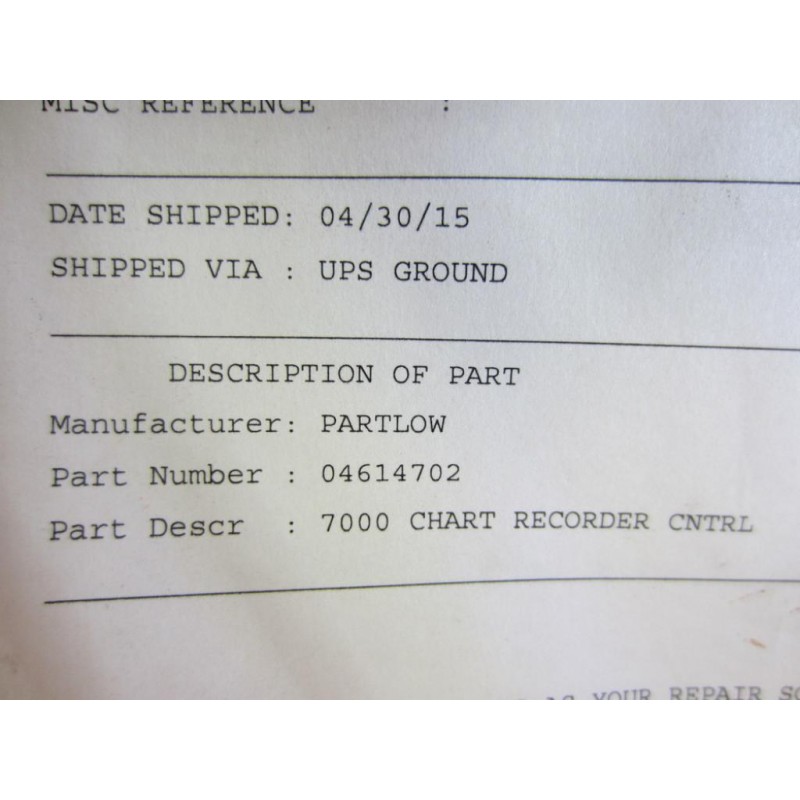 MISC REFERENCE :
DATE SHIPPED: 04/30/15
SHIPPED VIA : UPS GROUND
DESCRIPTION OF PART
Manufacturer: PARTLOW
Part Number : 04614702
Part Descr : 7000 CHART RECORDER CNTRL
AS YOUR REPAIR